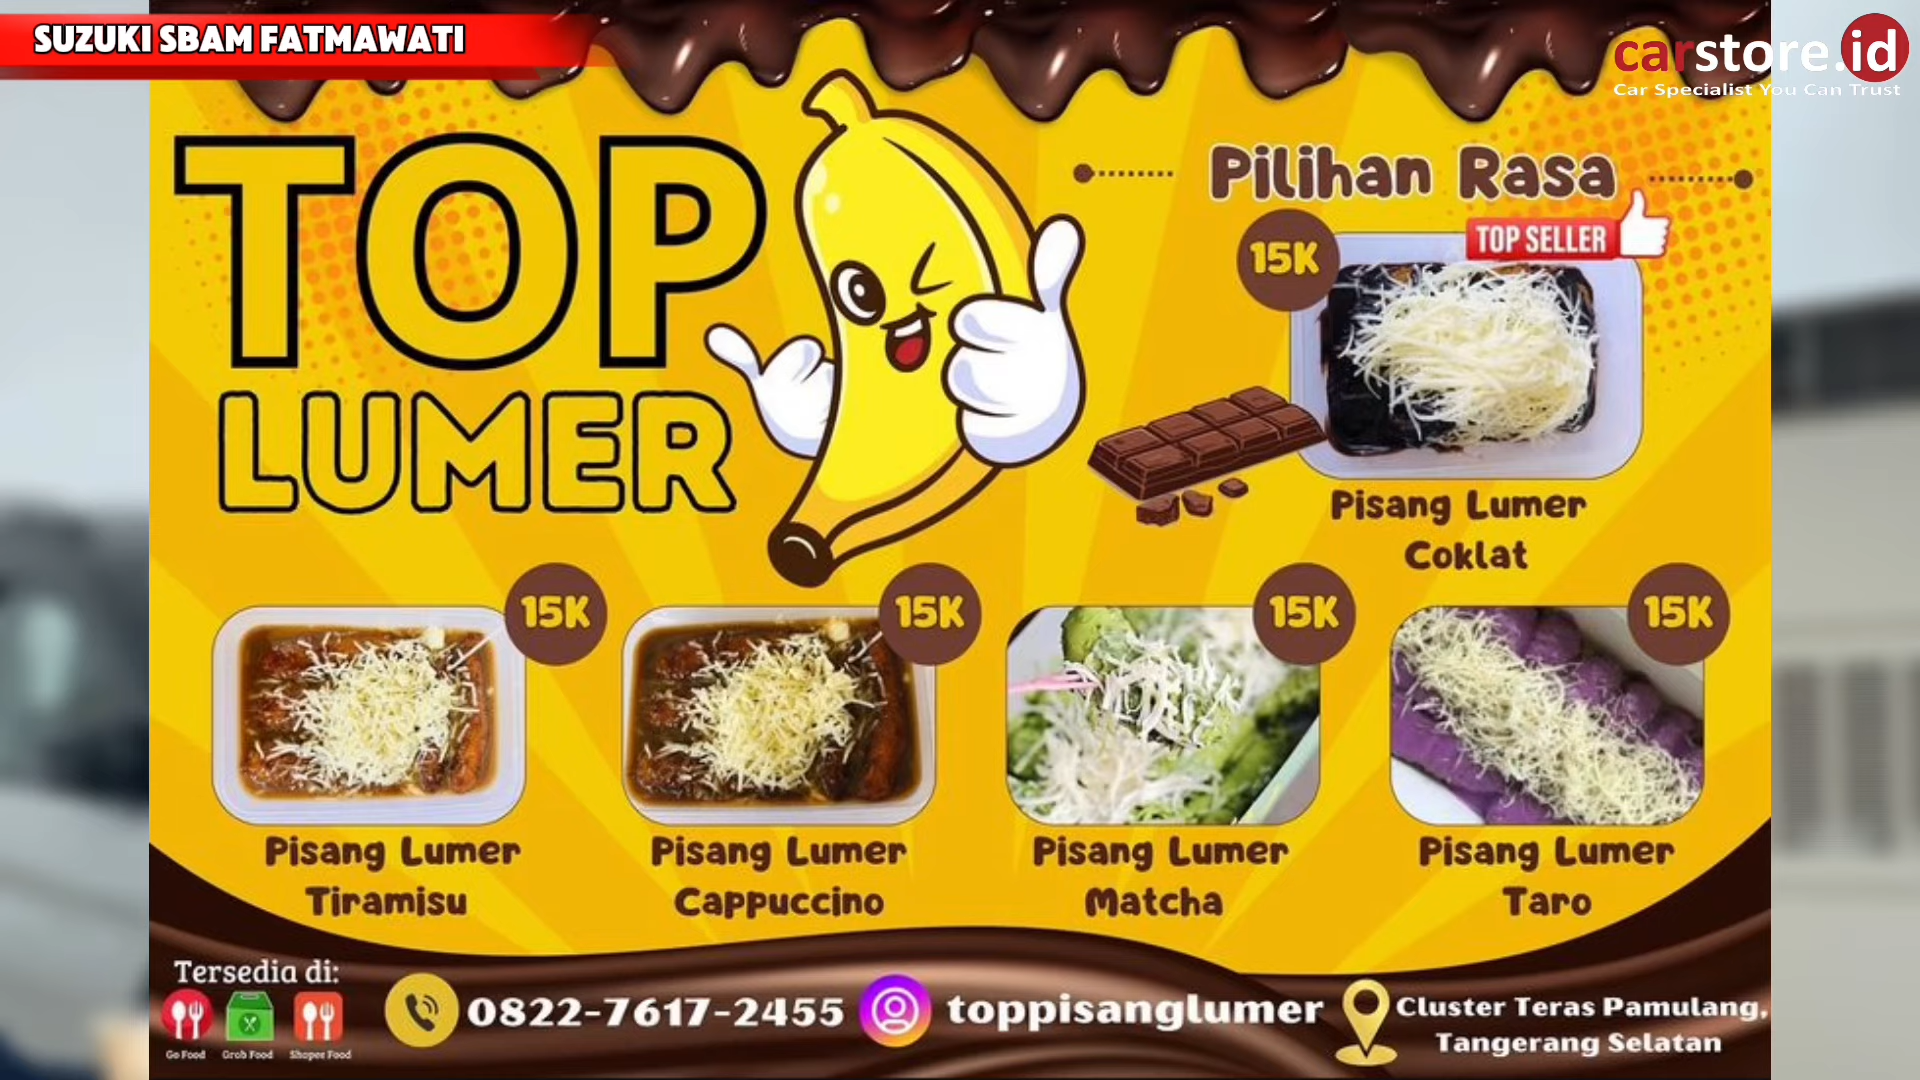 SUZUKI SBAM FATMAWATI
carstore.id
Car Specialist You Can Trust
TOP
LUMER
Pilihan Rasa
TOP SELLER
15K
Pisang Lumer
Coklat
15K
Pisang Lumer
Tiramisu
15K
Pisang Lumer
Cappuccino
15K
Pisang Lumer
Matcha
15K
Pisang Lumer
Taro
Tersedia di:
Go Food
Grab Food
Shopee Food
0822-7617-2455
toppisanglumer
Cluster Teras Pamulang,
Tangerang Selatan